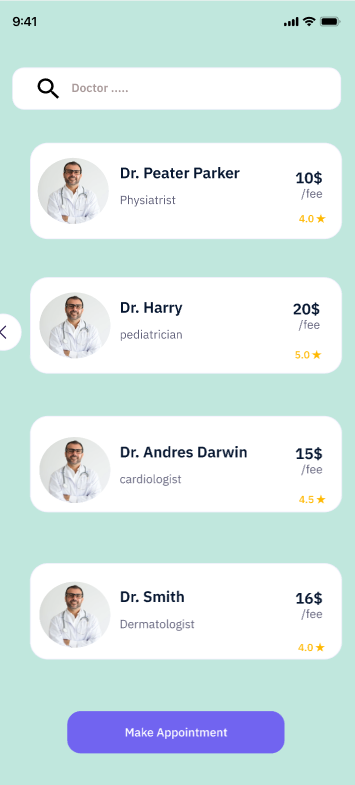 9:41
Doctor .....
Dr. Peater Parker
Physiatrist
10$
/fee
4.0
Dr. Harry
pediatrician
20$
/fee
5.0
Dr. Andres Darwin
cardiologist
15$
/fee
4.5
Dr. Smith
Dermatologist
16$
/fee
4.0
Make Appointment